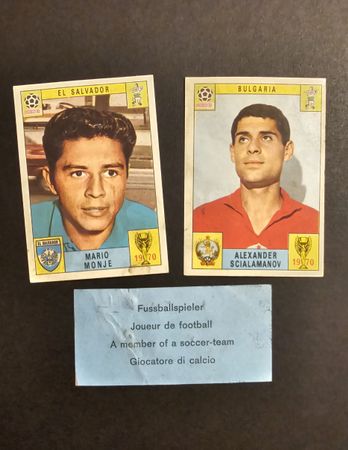 EL SALVADOR
MARIO
MONJE
1970
BULGARIA
ALEXANDER
SCIALAMANOV
1970
Fussballspieler
Joueur de football
A member of a soccer-team
Giocatore di calcio